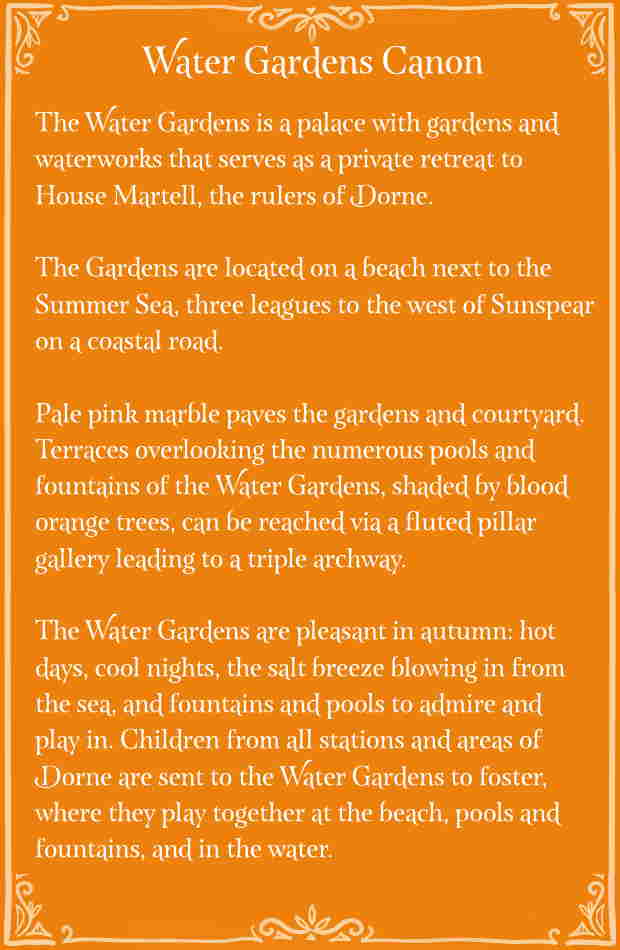 Water Gardens Canon
The Water Gardens is a palace with gardens and
waterworks that serves as a private retreat to
House Martell, the rulers of Dorne.
The Gardens are located on a beach next to the
Summer Sea, three leagues to the west of Sunspear
on a coastal road.
Pale pink marble paves the gardens and courtyard.
Terraces overlooking the numerous pools and
fountains of the Water Gardens, shaded by blood
orange trees, can be reached via a fluted pillar
gallery leading to a triple archway.
The Water Gardens are pleasant in autumn: hot
days, cool nights, the salt breeze blowing in from
the sea, and fountains and pools to admire and
play in. Children from all stations and areas of
Dorne are sent to the Water Gardens to foster,
where they play together at the beach, pools and
fountains, and in the water.